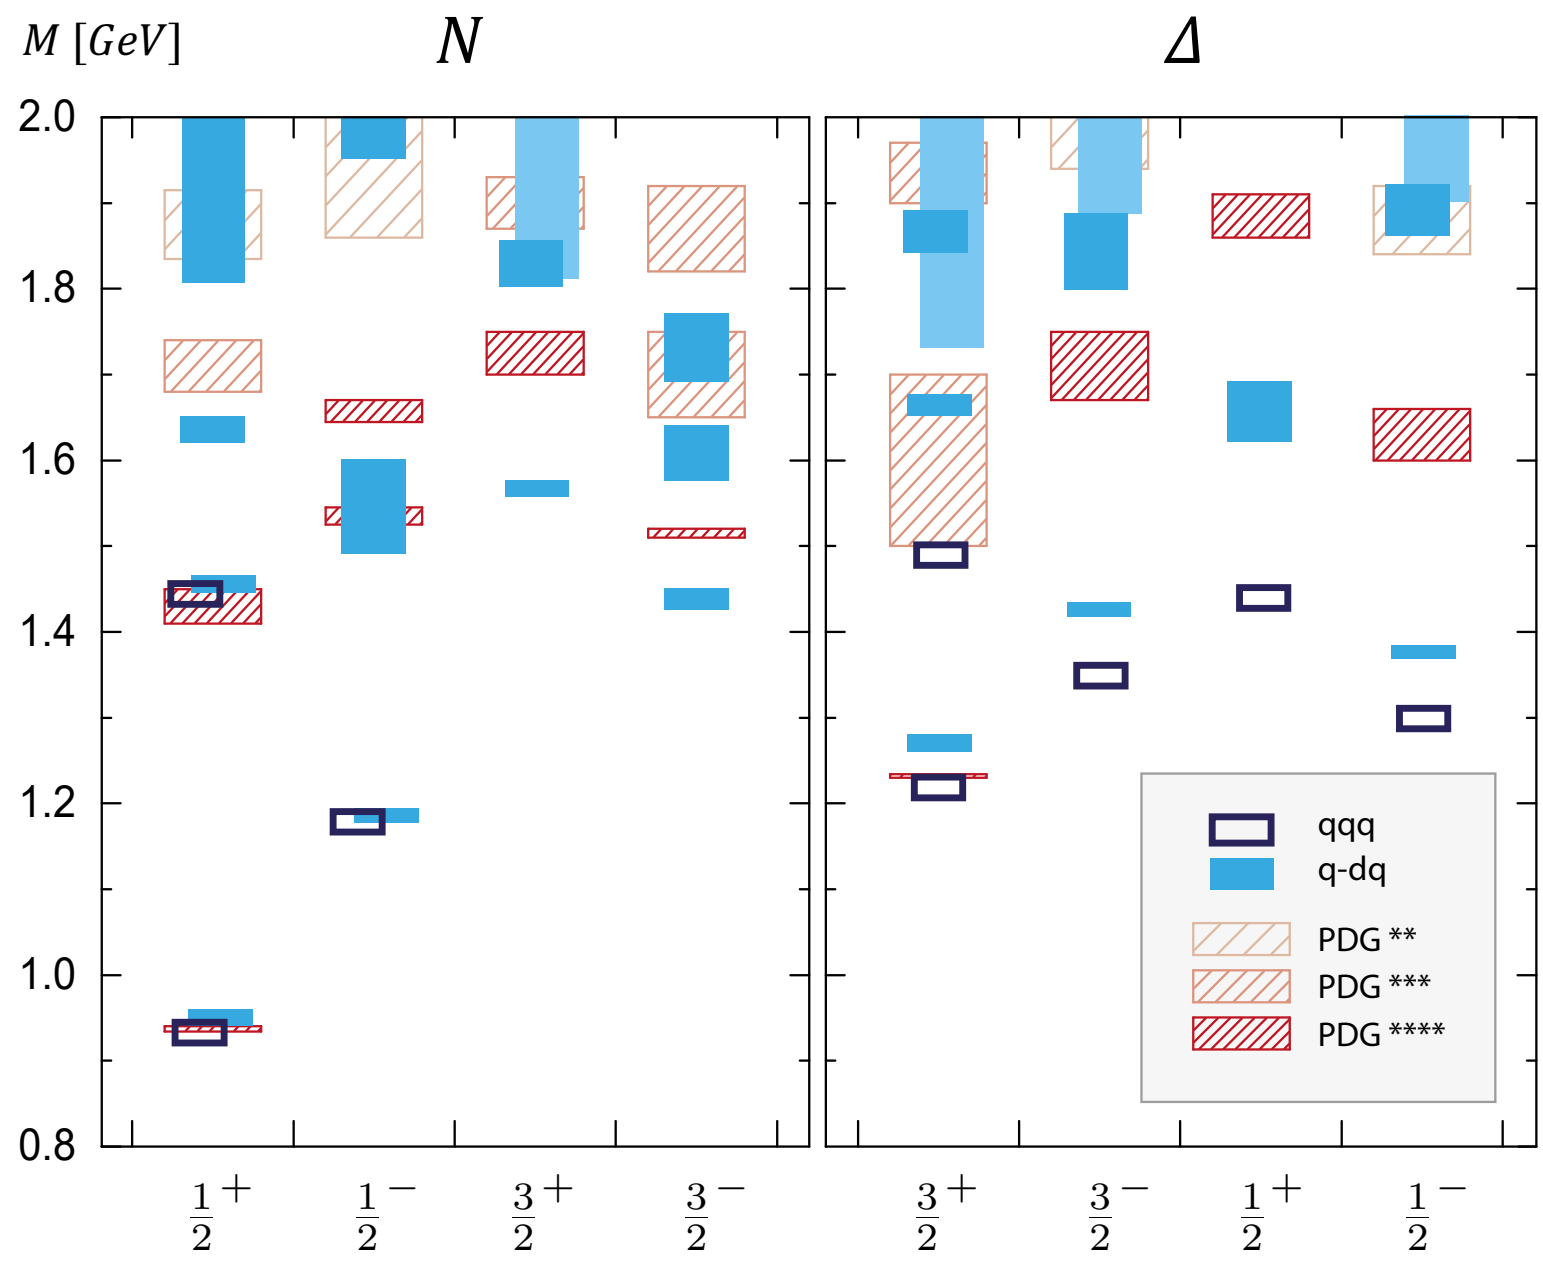 M [GeV] N Δ
2.0
1.8
1.6
1.4
1.2
1.0
0.8
qqq
q-dq
PDG **
PDG ***
PDG ****
1/2+ 1/2− 3/2+ 3/2− 3/2+ 3/2− 1/2+ 1/2−